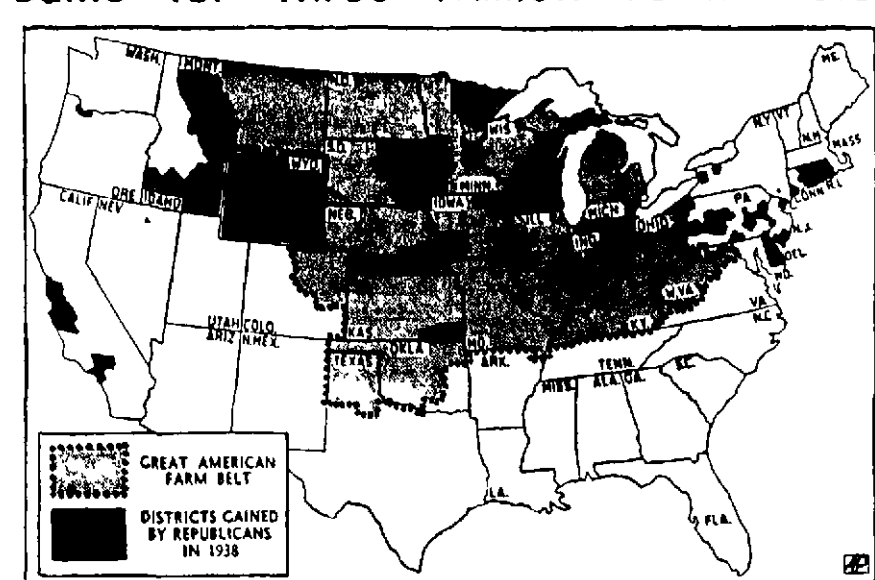 WASH.
MONT.
N.D.
ME.
WIS.
N.Y.
VT.
N.H.
MASS
S.D.
WYO.
MINN.
ORE
IDAHO
CONN
R.I.
CALIF.
NEV.
NEB.
IOWA
ILL
MICH
IND.
OHIO
PA.
N.J.
DEL.
MD.
W.VA.
VA.
UTAH
COLO.
KAS.
MO.
KY.
N.C.
ARIZ
N.MEX.
TEXAS
OKLA
ARK.
TENN.
S.C.
MISS.
ALA.
GA.
LA.
FLA.
GREAT AMERICAN
FARM BELT
DISTRICTS GAINED
BY REPUBLICANS
IN 1938
AP